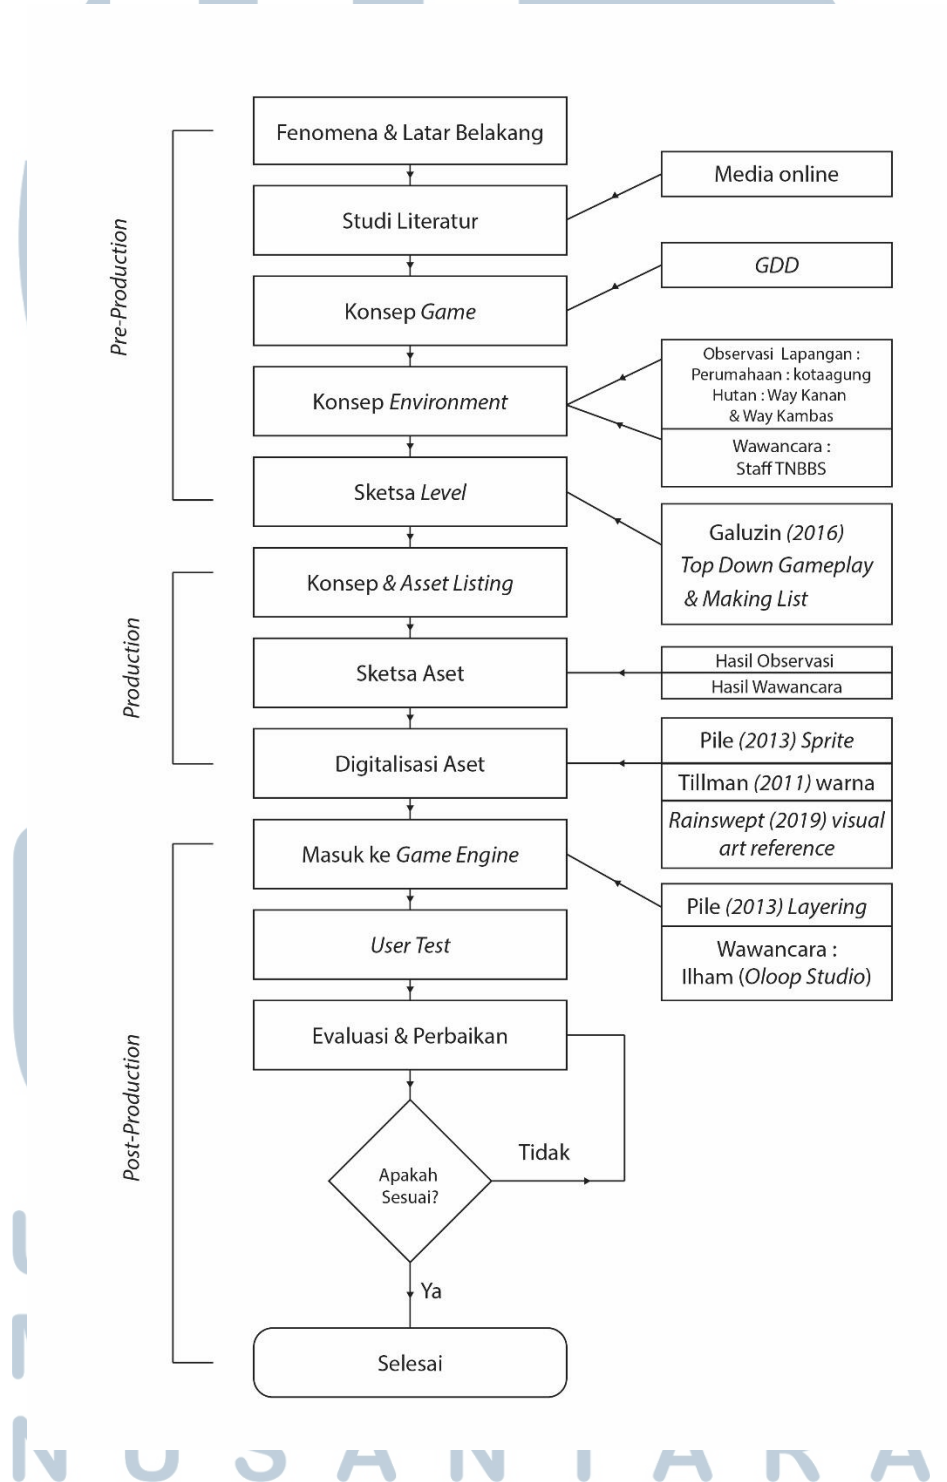 Fenomena & Latar Belakang
Media online
Studi Literatur
GDD
Konsep Game
Pre-Production
Observasi Lapangan :
Perumahaan : kotaagung
Hutan : Way Kanan
& Way Kambas
Konsep Environment
Wawancara :
Staff TNBBS
Sketsa Level
Galuzin (2016)
Top Down Gameplay
& Making List
Konsep & Asset Listing
Production
Hasil Observasi
Sketsa Aset
Hasil Wawancara
Pile (2013) Sprite
Digitalisasi Aset
Tillman (2011) warna
Rainswept (2019) visual
art reference
Masuk ke Game Engine
Pile (2013) Layering
User Test
Wawancara :
Ilham (Oloop Studio)
Evaluasi & Perbaikan
Post-Production
Tidak
Apakah
Sesuai?
Ya
Selesai
NUSANTARA